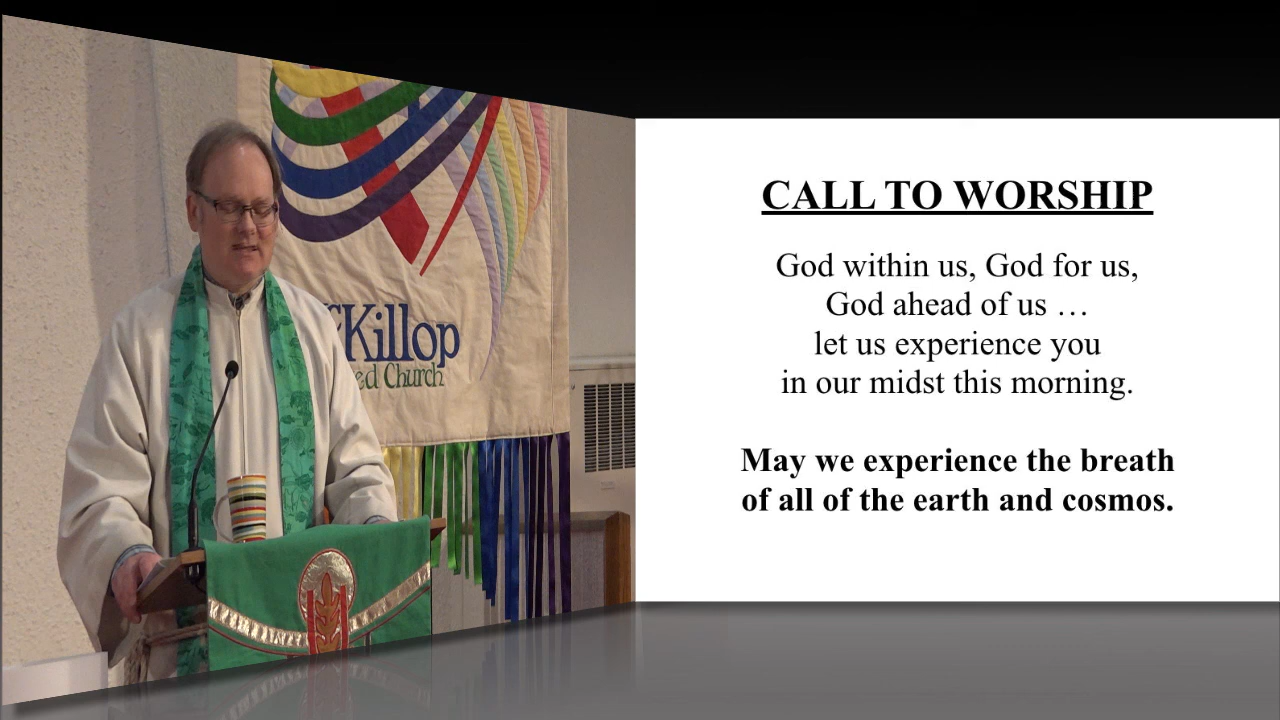 Killop
ed Church
CALL TO WORSHIP
God within us, God for us,
God ahead of us …
let us experience you
in our midst this morning.
May we experience the breath
of all of the earth and cosmos.